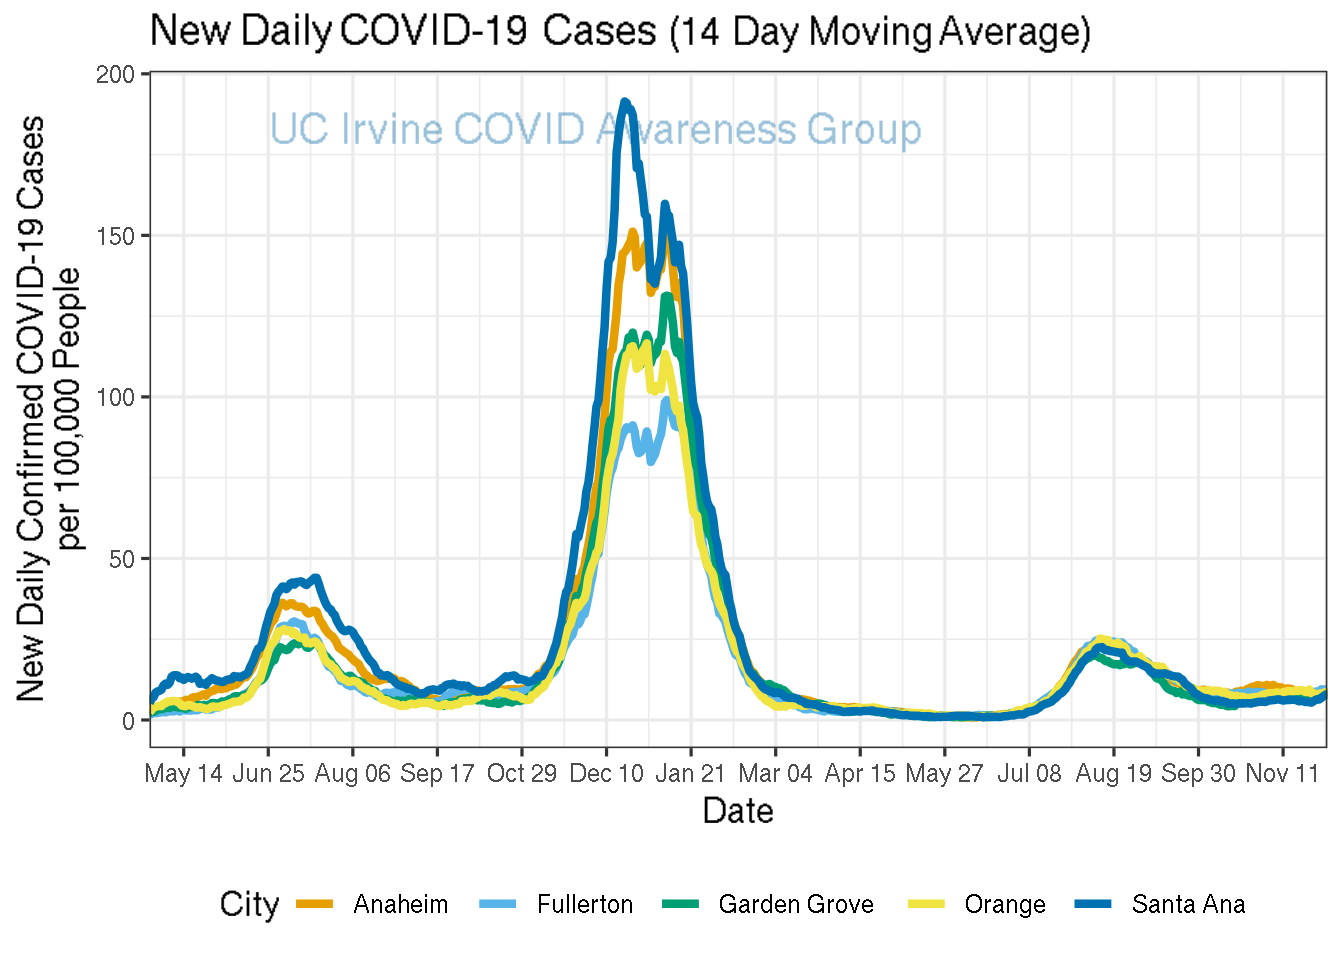 New Daily COVID-19 Cases (14 Day Moving Average)
UC Irvine COVID Awareness Group
New Daily Confirmed COVID-19 Cases
per 100,000 People
200
150
100
50
0
May 14 Jun 25 Aug 06 Sep 17 Oct 29 Dec 10 Jan 21 Mar 04 Apr 15 May 27 Jul 08 Aug 19 Sep 30 Nov 11
Date
City Anaheim Fullerton Garden Grove Orange Santa Ana